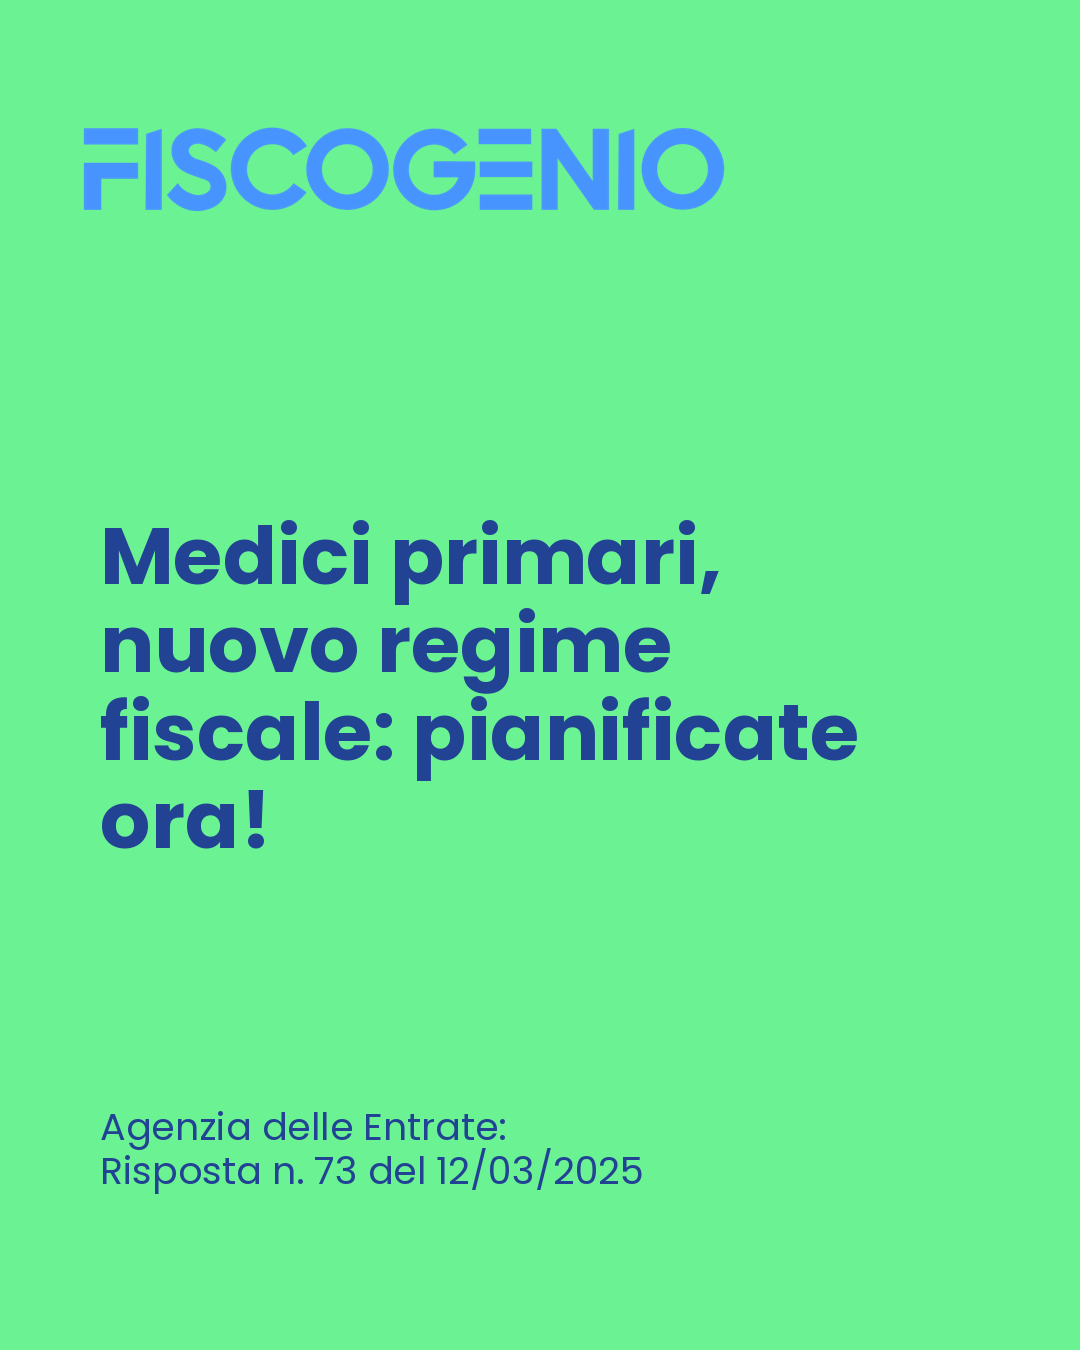 FISCOGENIO
Medici primari,
nuovo regime
fiscale: pianificate
ora!
Agenzia delle Entrate:
Risposta n. 73 del 12/03/2025